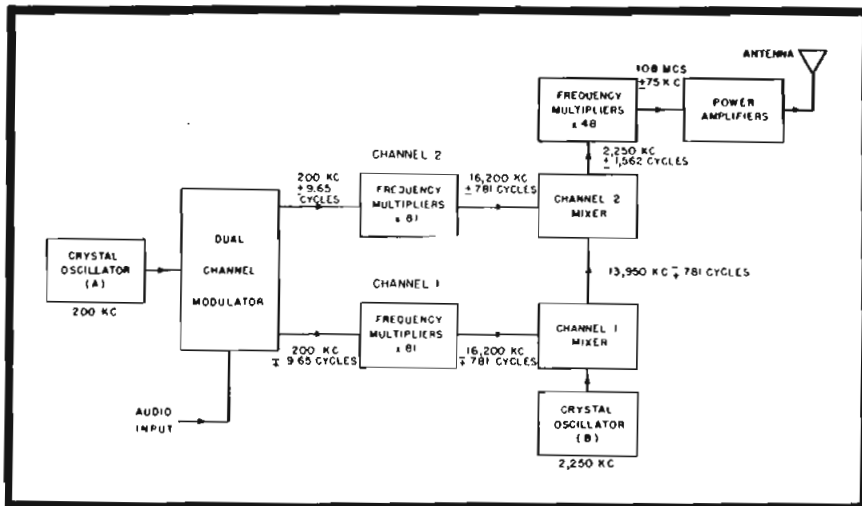 ANTENNA
108 MCS
±75 KC
FREQUENCY
MULTIPLIERS
x 48
POWER
AMPLIFIERS
2,250 KC
± 1,562 CYCLES
CHANNEL 2
200 KC
± 9.65
CYCLES
FREQUENCY
MULTIPLIERS
x 81
16,200 KC
± 781 CYCLES
CHANNEL 2
MIXER
DUAL
CHANNEL
MODULATOR
CRYSTAL
OSCILLATOR
(A)
200 KC
13,950 KC ∓ 781 CYCLES
CHANNEL 1
200 KC
∓ 9.65 CYCLES
FREQUENCY
MULTIPLIERS
x 81
16,200 KC
∓ 781 CYCLES
CHANNEL 1
MIXER
AUDIO
INPUT
CRYSTAL
OSCILLATOR
(B)
2,250 KC